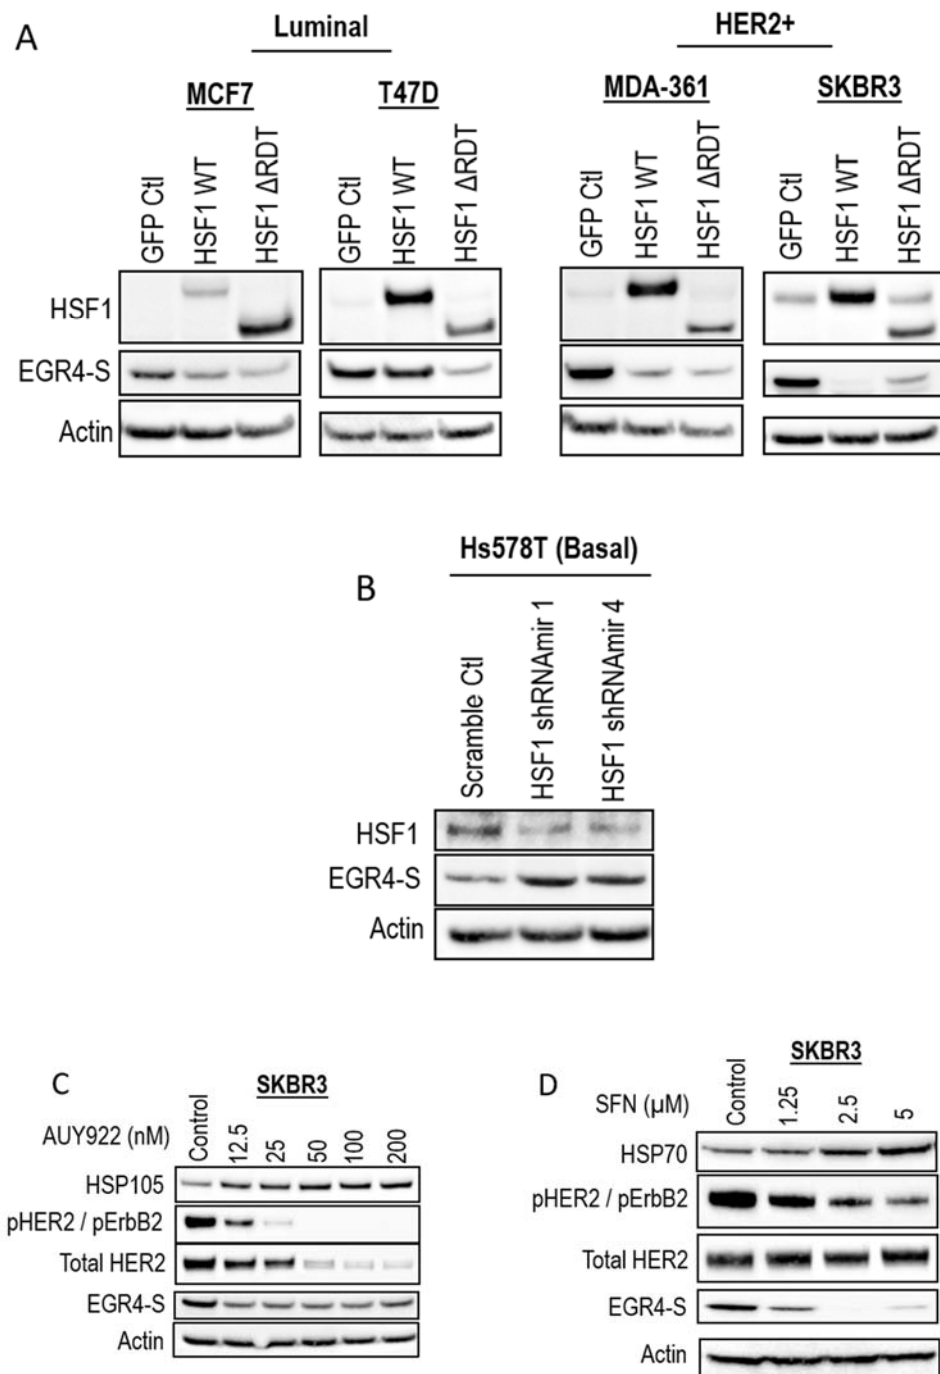 A
Luminal
HER2+
MCF7
T47D
MDA-361
SKBR3
GFP Ctl
HSF1 WT
HSF1 ΔRDT
GFP Ctl
HSF1 WT
HSF1 ΔRDT
GFP Ctl
HSF1 WT
HSF1 ΔRDT
GFP Ctl
HSF1 WT
HSF1 ΔRDT
HSF1
EGR4-S
Actin
B
Hs578T (Basal)
Scramble Ctl
HSF1 shRNAmir 1
HSF1 shRNAmir 4
HSF1
EGR4-S
Actin
C
SKBR3
AUY922 (nM)
Control
12.5
25
50
100
200
HSP105
pHER2 / pErbB2
Total HER2
EGR4-S
Actin
D
SKBR3
SFN (µM)
Control
1.25
2.5
5
HSP70
pHER2 / pErbB2
Total HER2
EGR4-S
Actin